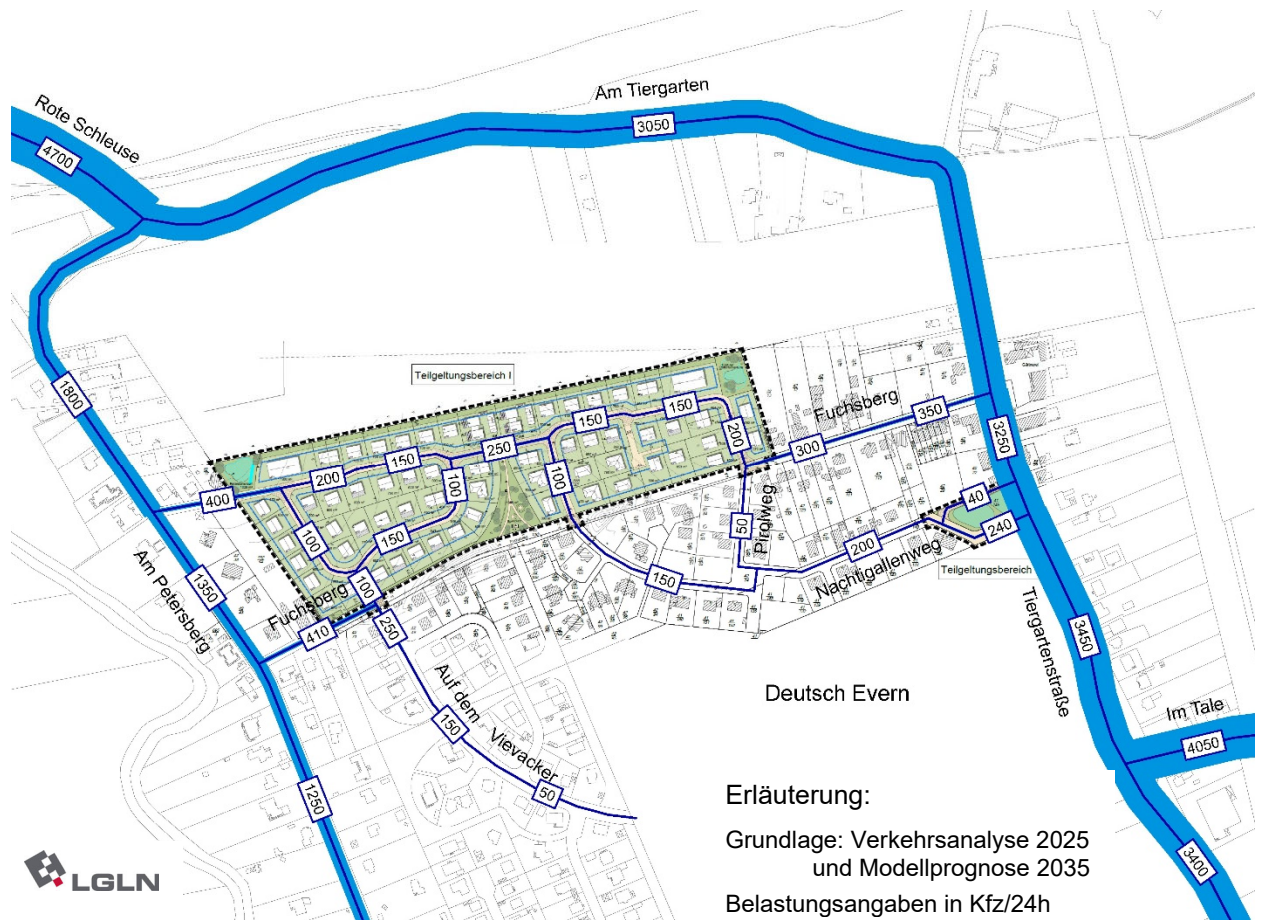 Rote Schleuse
4700
Am Tiergarten
3050
1800
Teilgeltungsbereich I
400
200
150
100
250
150
150
200
100
150
100
100
Fuchsberg
300
350
3250
40
240
Pirolweg
50
200
Nachtigallenweg
150
Teilgeltungsbereich
Am Petersberg
1350
Fuchsberg
410
250
Auf dem
Vievacker
150
50
1250
Tiergartenstraße
3450
Deutsch Evern
Im Tale
4050
3400
Erläuterung:
Grundlage: Verkehrsanalyse 2025
und Modellprognose 2035
Belastungsangaben in Kfz/24h
LGLN